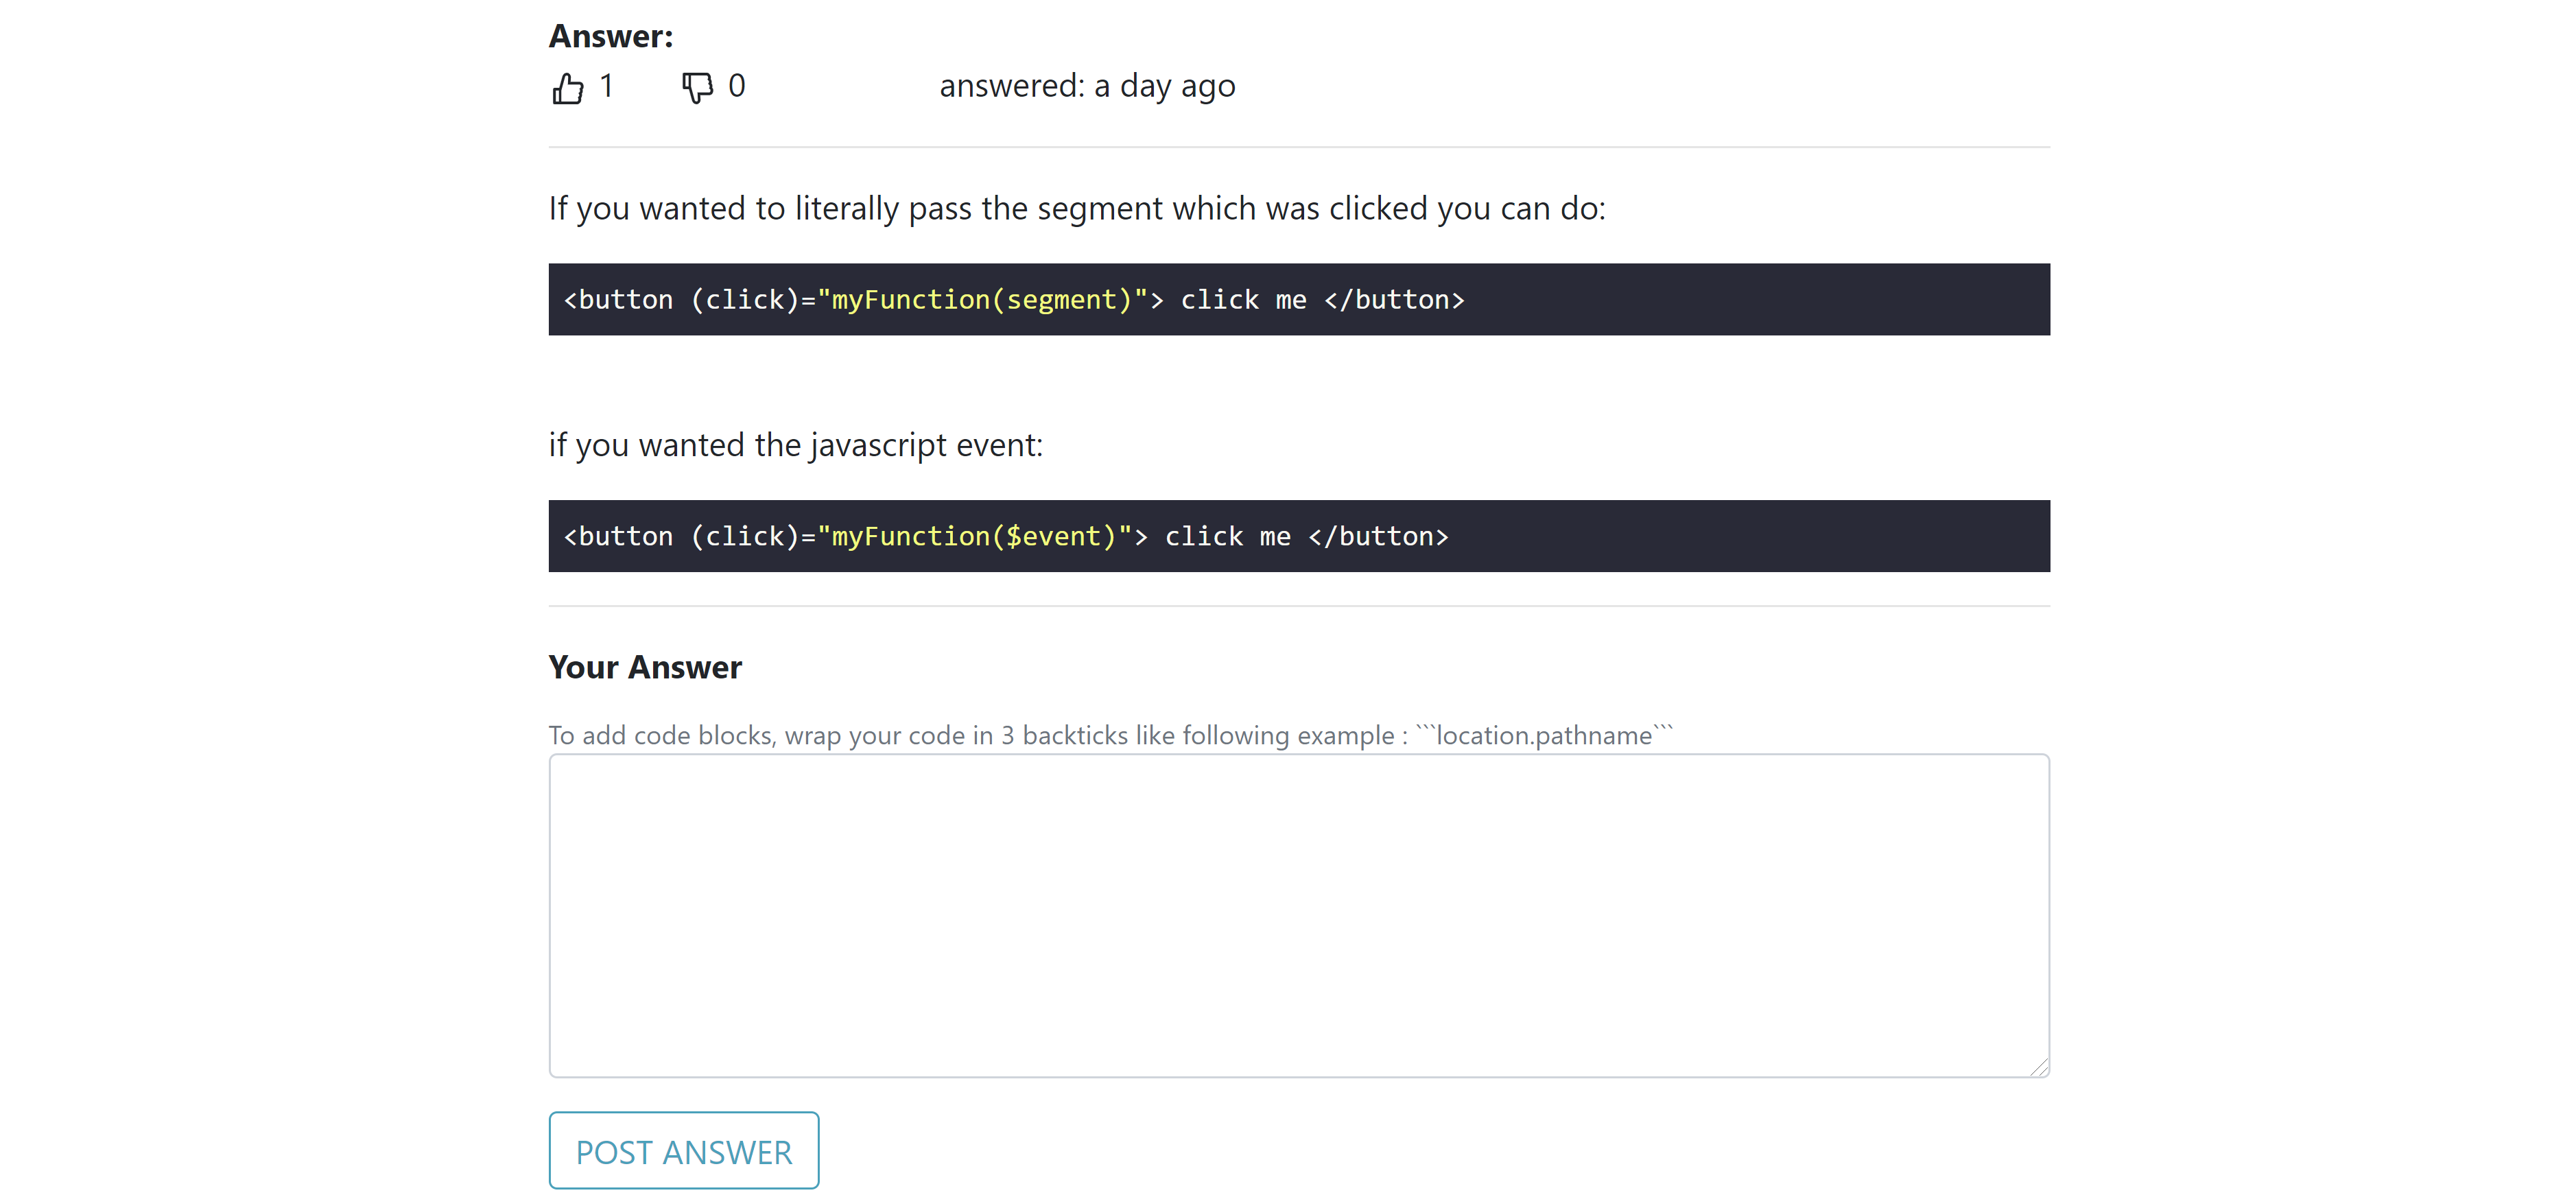 Answer:
1 0 answered: a day ago
If you wanted to literally pass the segment which was clicked you can do:
<button (click)="myFunction(segment)"> click me </button>
if you wanted the javascript event:
<button (click)="myFunction($event)"> click me </button>
Your Answer
To add code blocks, wrap your code in 3 backticks like following example : ```location.pathname```
POST ANSWER